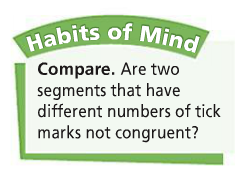 Habits of Mind
Compare. Are two
segments that have
different numbers of tick
marks not congruent?